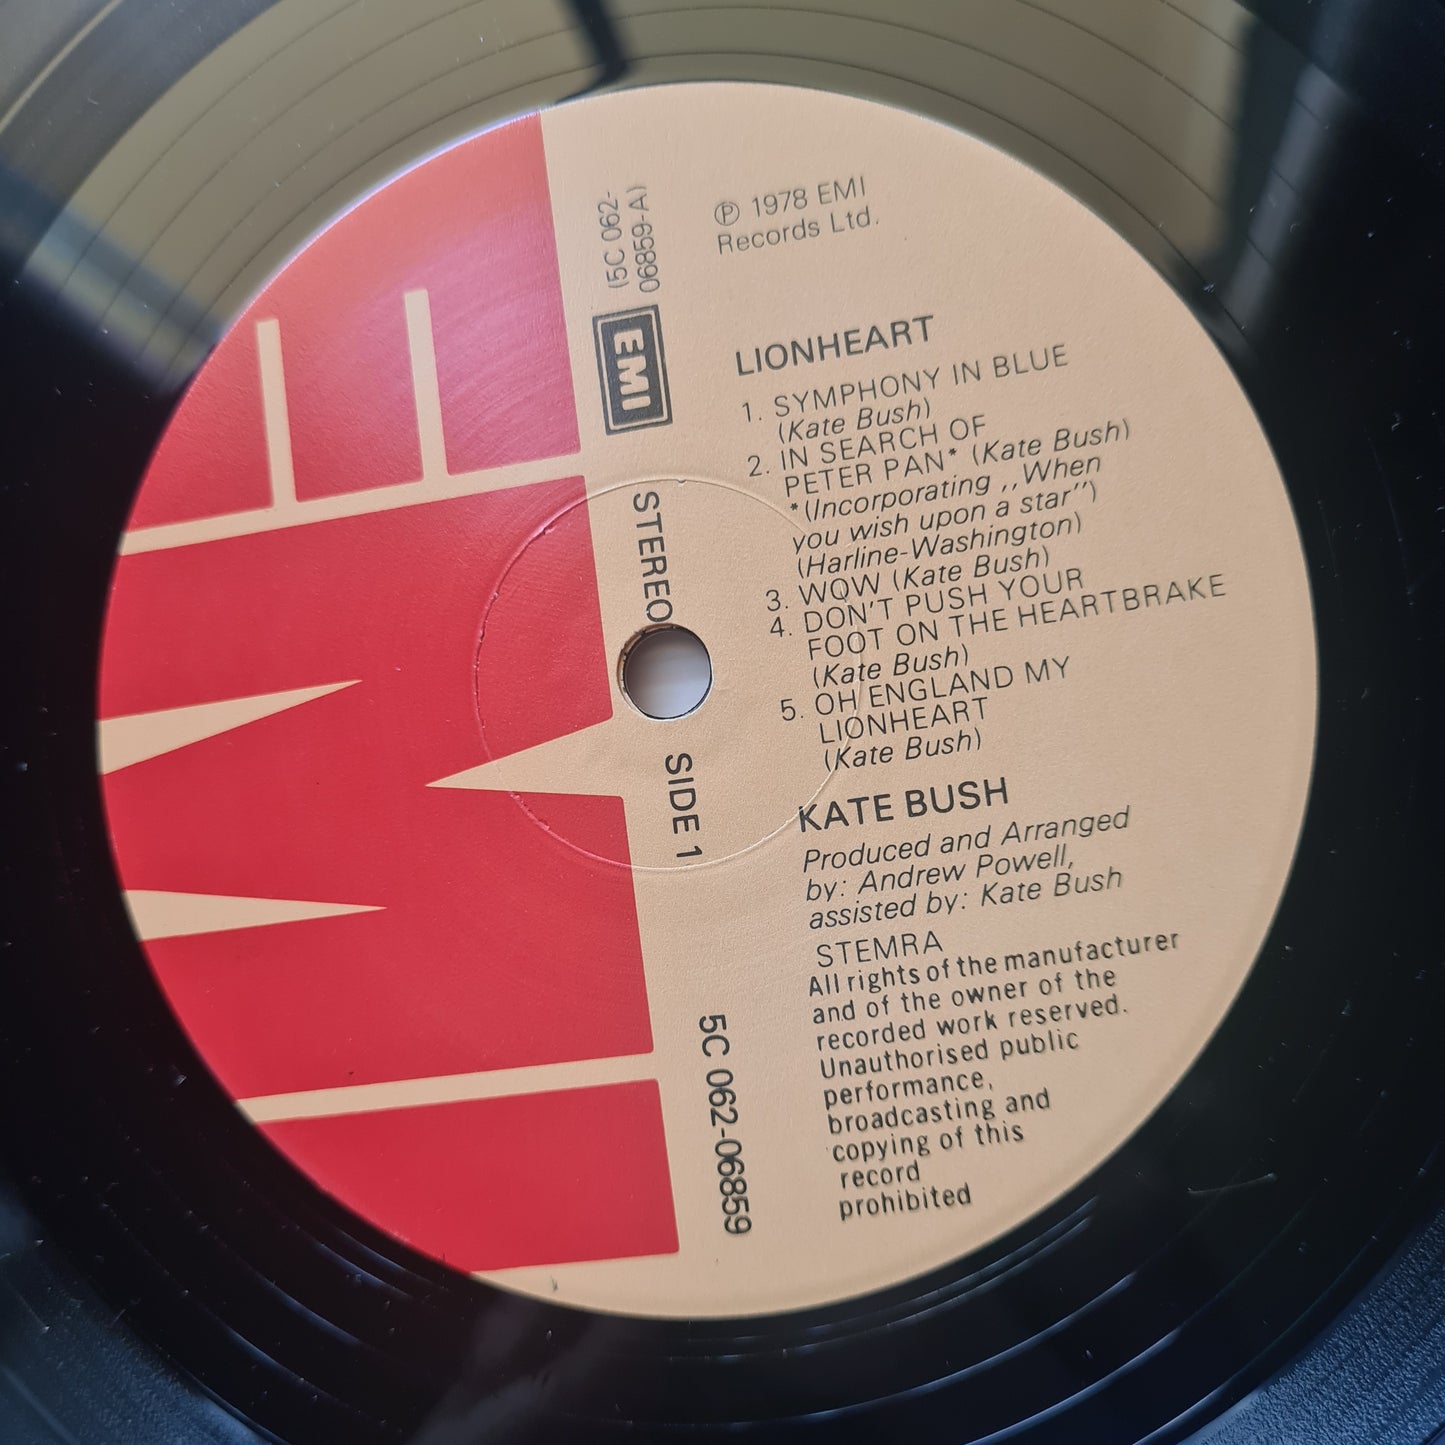 (5C 062-
06859-A)
EMI
STEREO
SIDE 1
5C 062-06859
℗ 1978 EMI
Records Ltd.
LIONHEART
1. SYMPHONY IN BLUE
(Kate Bush)
2. IN SEARCH OF
PETER PAN* (Kate Bush)
*(Incorporating ,,When
you wish upon a star”)
(Harline-Washington)
3. WOW (Kate Bush)
4. DON'T PUSH YOUR
FOOT ON THE HEARTBRAKE
(Kate Bush)
5. OH ENGLAND MY
LIONHEART
(Kate Bush)
KATE BUSH
Produced and Arranged
by: Andrew Powell,
assisted by: Kate Bush
STEMRA
All rights of the manufacturer
and of the owner of the
recorded work reserved.
Unauthorised public
performance,
broadcasting and
copying of this
record
prohibited